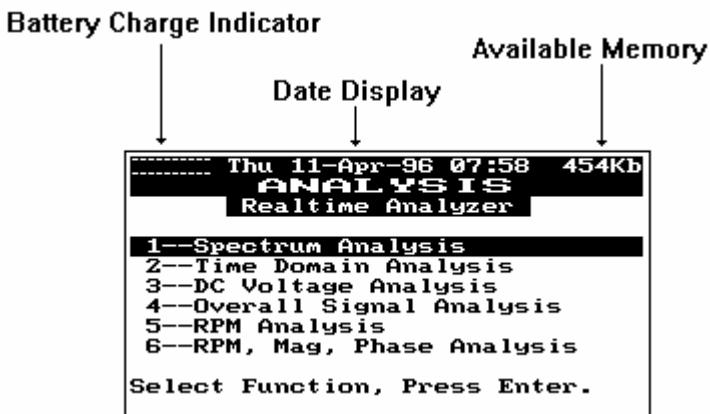 Battery Charge Indicator
Available Memory
Date Display
Thu 11-Apr-96 07:58 454Kb
ANALYSIS
Realtime Analyzer
1--Spectrum Analysis
2--Time Domain Analysis
3--DC Voltage Analysis
4--Overall Signal Analysis
5--RPM Analysis
6--RPM, Mag, Phase Analysis
Select Function, Press Enter.